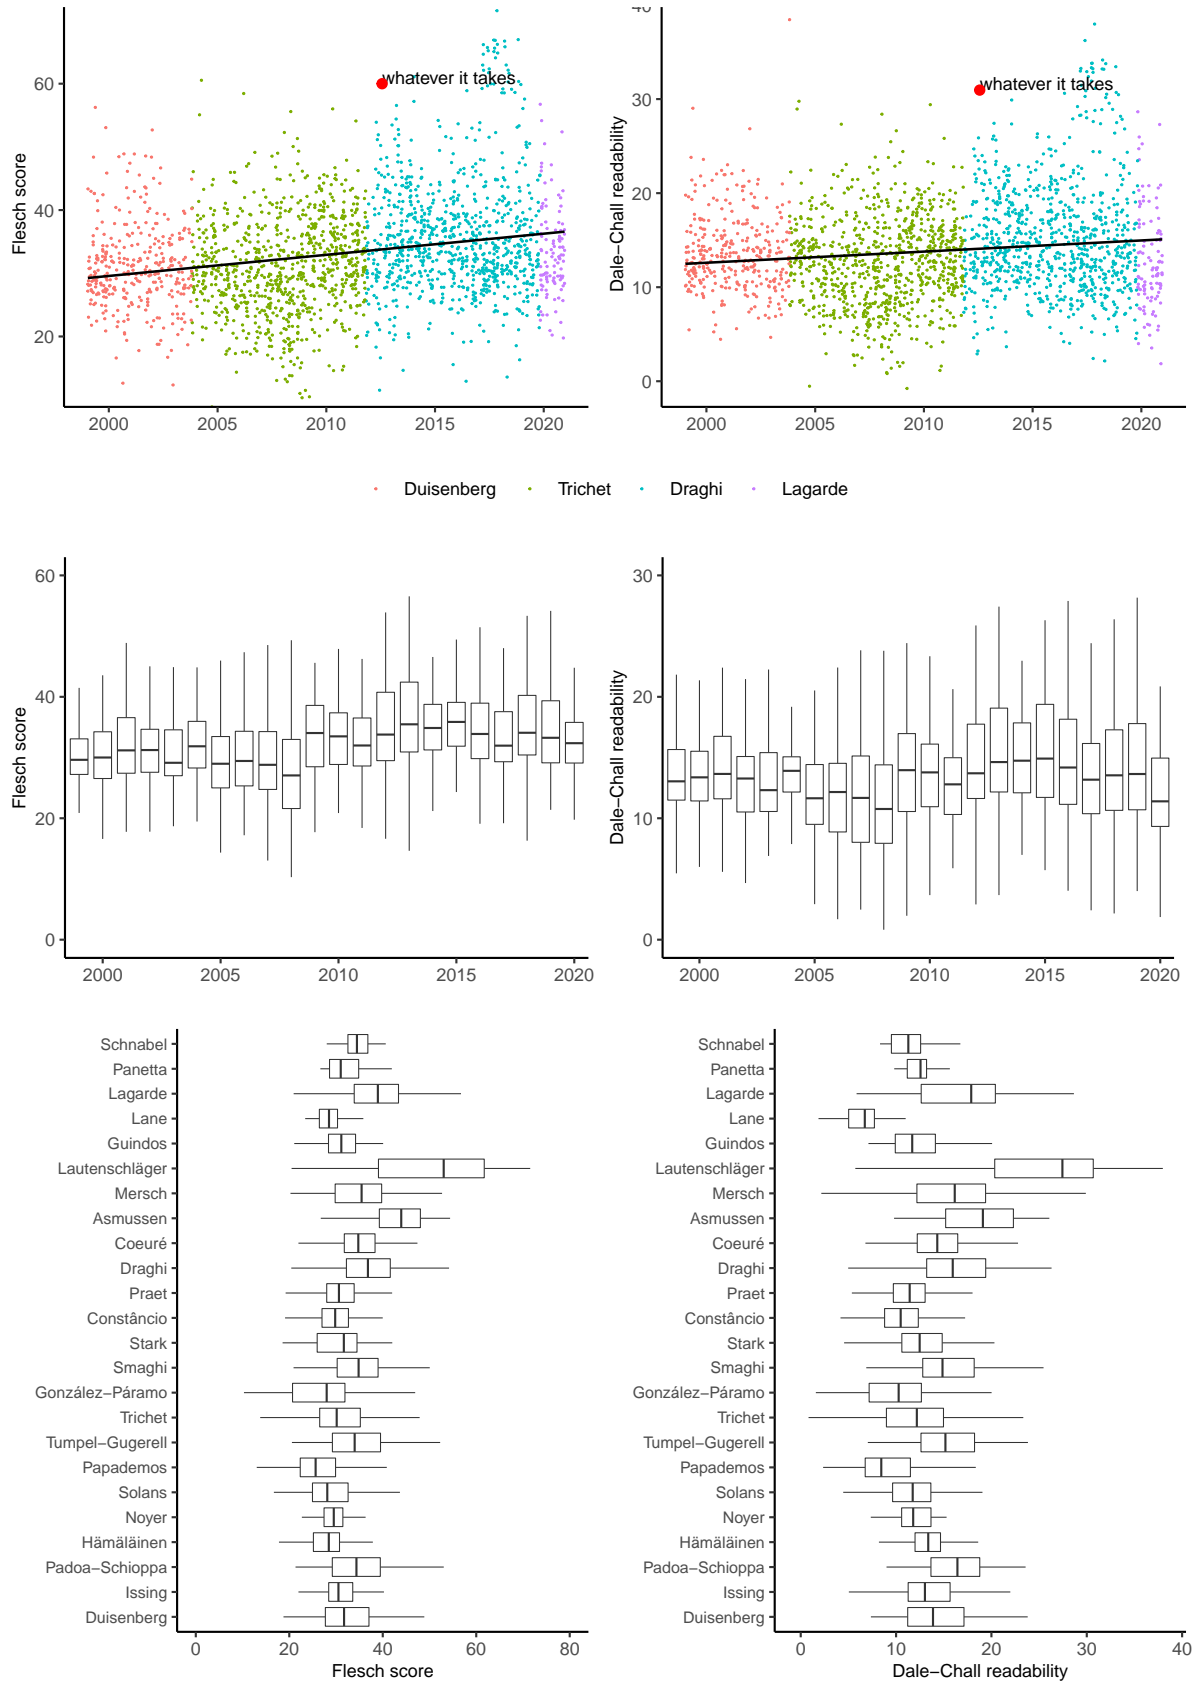 Flesch score
60
40
20
whatever it takes
2000 2005 2010 2015 2020
Dale−Chall readability
40
30
20
10
0
whatever it takes
2000 2005 2010 2015 2020
Duisenberg Trichet Draghi Lagarde
Flesch score
60
40
20
0
2000 2005 2010 2015 2020
Dale−Chall readability
30
20
10
0
2000 2005 2010 2015 2020
Schnabel
Panetta
Lagarde
Lane
Guindos
Lautenschläger
Mersch
Asmussen
Coeuré
Draghi
Praet
Constâncio
Stark
Smaghi
González−Páramo
Trichet
Tumpel−Gugerell
Papademos
Solans
Noyer
Hämäläinen
Padoa−Schioppa
Issing
Duisenberg
0 20 40 60 80
Flesch score
Schnabel
Panetta
Lagarde
Lane
Guindos
Lautenschläger
Mersch
Asmussen
Coeuré
Draghi
Praet
Constâncio
Stark
Smaghi
González−Páramo
Trichet
Tumpel−Gugerell
Papademos
Solans
Noyer
Hämäläinen
Padoa−Schioppa
Issing
Duisenberg
0 10 20 30 40
Dale−Chall readability